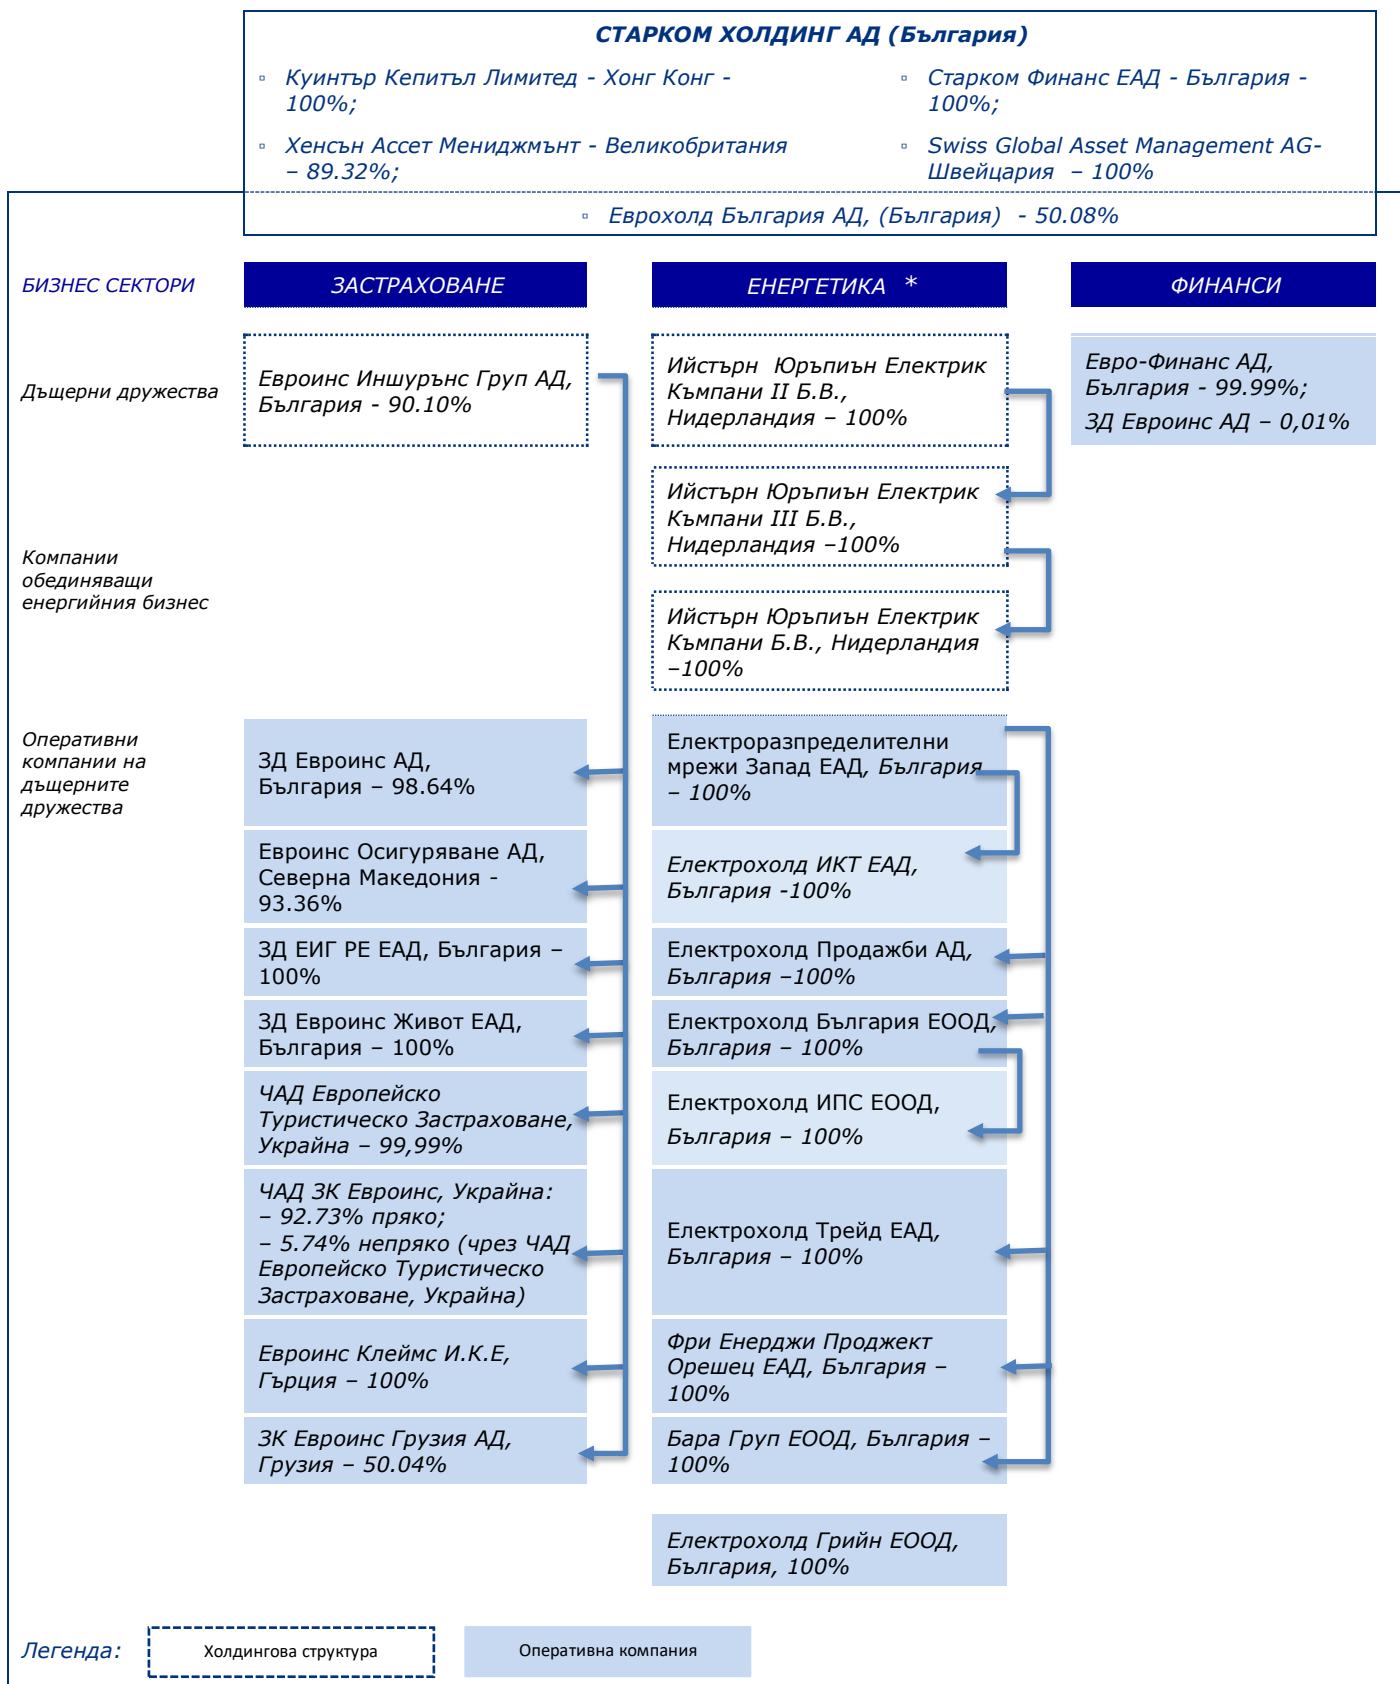 СТАРКОМ ХОЛДИНГ АД (България)
▫ Куинтър Кепитъл Лимитед - Хонг Конг -
100%;
▫ Старком Финанс ЕАД - България -
100%;
▫ Хенсън Ассет Мениджмънт - Великобритания
– 89.32%;
▫ Swiss Global Asset Management AG-
Швейцария – 100%
▫ Еврохолд България АД, (България) - 50.08%
БИЗНЕС СЕКТОРИ
ЗАСТРАХОВАНЕ
ЕНЕРГЕТИКА *
ФИНАНСИ
Дъщерни дружества
Евроинс Иншурънс Груп АД,
България - 90.10%
Ийстърн Юръпиън Електрик
Къмпани II Б.В.,
Нидерландия – 100%
Евро-Финанс АД,
България - 99.99%;
ЗД Евроинс АД – 0,01%
Компании
обединяващи
енергийния бизнес
Ийстърн Юръпиън Електрик
Къмпани III Б.В.,
Нидерландия –100%
Ийстърн Юръпиън Електрик
Къмпани Б.В., Нидерландия
–100%
Оперативни
компании на
дъщерните
дружества
ЗД Евроинс АД,
България – 98.64%
Евроинс Осигуряване АД,
Северна Македония -
93.36%
ЗД ЕИГ РЕ ЕАД, България –
100%
ЗД Евроинс Живот ЕАД,
България – 100%
ЧАД Европейско
Туристическо Застраховане,
Украйна – 99,99%
ЧАД ЗК Евроинс, Украйна:
– 92.73% пряко;
– 5.74% непряко (чрез ЧАД
Европейско Туристическо
Застраховане, Украйна)
Евроинс Клеймс И.К.Е,
Гърция – 100%
ЗК Евроинс Грузия АД,
Грузия – 50.04%
Електроразпределителни
мрежи Запад ЕАД, България
– 100%
Електрохолд ИКТ ЕАД,
България -100%
Електрохолд Продажби АД,
България –100%
Електрохолд България ЕООД,
България – 100%
Електрохолд ИПС ЕООД,
България – 100%
Електрохолд Трейд ЕАД,
България – 100%
Фри Енерджи Проджект
Орешец ЕАД, България –
100%
Бара Груп ЕООД, България –
100%
Електрохолд Грийн ЕООД,
България, 100%
Легенда:
Холдингова структура
Оперативна компания